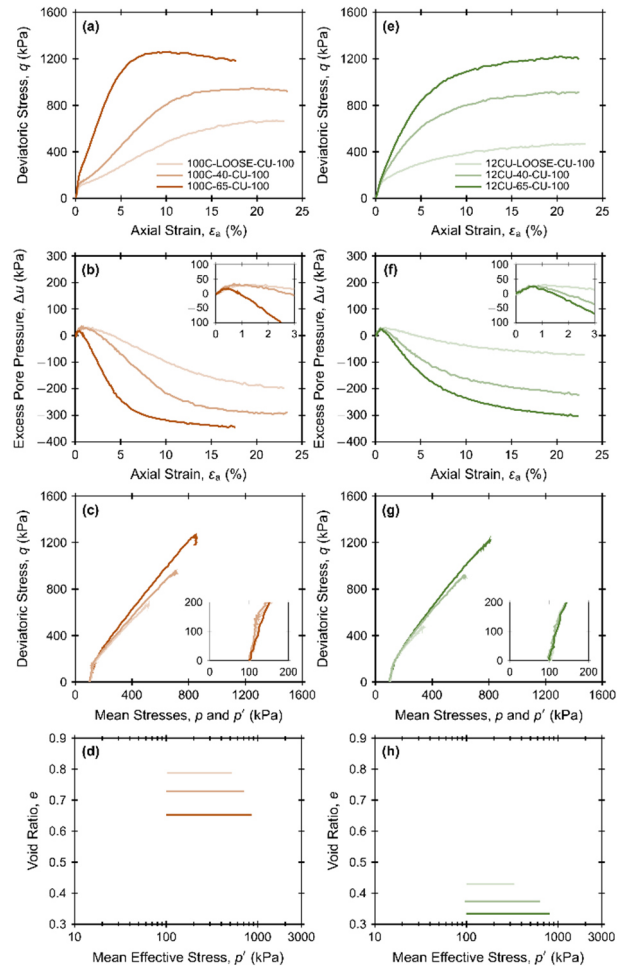 (a)
Deviatoric Stress, q (kPa)
1600
1200
800
400
0
100C-LOOSE-CU-100
100C-40-CU-100
100C-65-CU-100
0 5 10 15 20 25
Axial Strain, εa (%)
(e)
Deviatoric Stress, q (kPa)
1600
1200
800
400
0
12CU-LOOSE-CU-100
12CU-40-CU-100
12CU-65-CU-100
0 5 10 15 20 25
Axial Strain, εa (%)
(b)
Excess Pore Pressure, Δu (kPa)
300
200
100
0
−100
−200
−300
−400
100
50
0
−50
−100
0 1 2 3
0 5 10 15 20 25
Axial Strain, εa (%)
(f)
Excess Pore Pressure, Δu (kPa)
300
200
100
0
−100
−200
−300
−400
100
50
0
−50
−100
0 1 2 3
0 5 10 15 20 25
Axial Strain, εa (%)
(c)
Deviatoric Stress, q (kPa)
1600
1200
800
400
0
200
100
0
0 100 200
0 400 800 1200 1600
Mean Stresses, p and p′ (kPa)
(g)
Deviatoric Stress, q (kPa)
1600
1200
800
400
0
200
100
0
0 100 200
0 400 800 1200 1600
Mean Stresses, p and p′ (kPa)
(d)
Void Ratio, e
0.9
0.8
0.7
0.6
0.5
0.4
0.3
10 100 1000 3000
Mean Effective Stress, p′ (kPa)
(h)
Void Ratio, e
0.9
0.8
0.7
0.6
0.5
0.4
0.3
10 100 1000 3000
Mean Effective Stress, p′ (kPa)